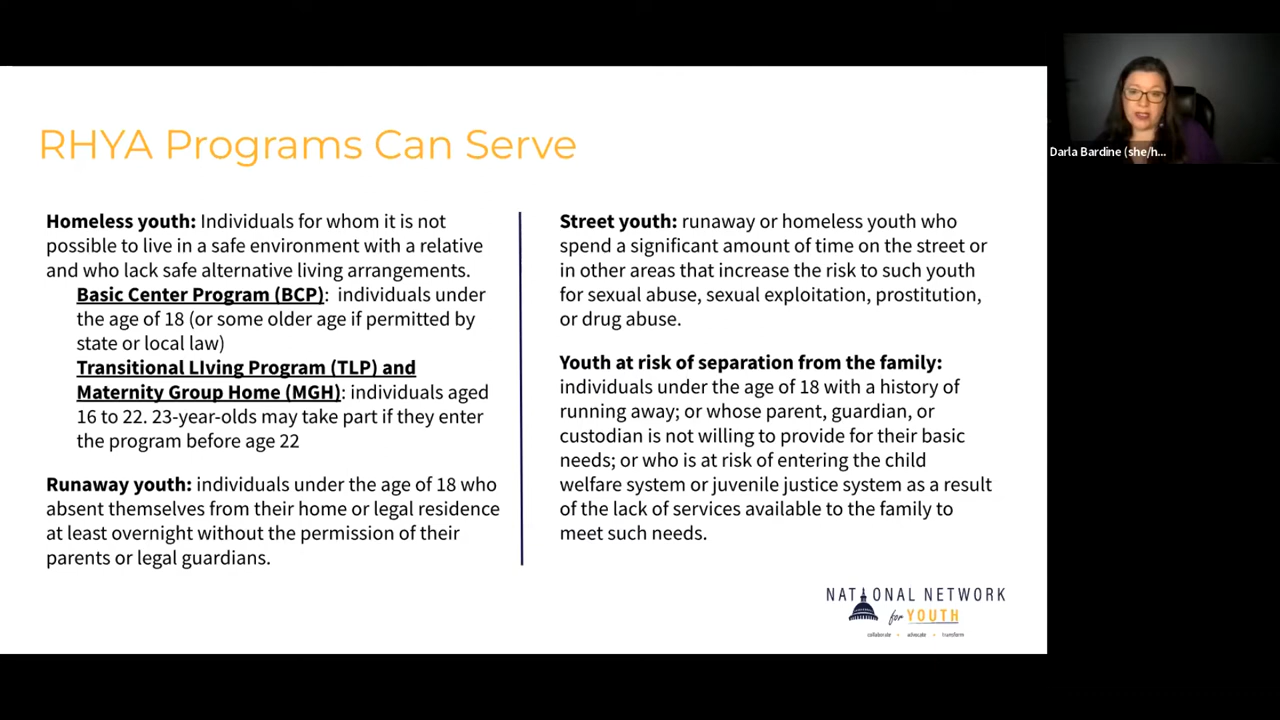 RHYA Programs Can Serve
Homeless youth: Individuals for whom it is not
possible to live in a safe environment with a relative
and who lack safe alternative living arrangements.
Basic Center Program (BCP): individuals under
the age of 18 (or some older age if permitted by
state or local law)
Transitional LIving Program (TLP) and
Maternity Group Home (MGH): individuals aged
16 to 22. 23-year-olds may take part if they enter
the program before age 22
Runaway youth: individuals under the age of 18 who
absent themselves from their home or legal residence
at least overnight without the permission of their
parents or legal guardians.
Street youth: runaway or homeless youth who
spend a significant amount of time on the street or
in other areas that increase the risk to such youth
for sexual abuse, sexual exploitation, prostitution,
or drug abuse.
Youth at risk of separation from the family:
individuals under the age of 18 with a history of
running away; or whose parent, guardian, or
custodian is not willing to provide for their basic
needs; or who is at risk of entering the child
welfare system or juvenile justice system as a result
of the lack of services available to the family to
meet such needs.
NATIONAL NETWORK
for YOUTH
collaborate • advocate • transform
Darla Bardine (she/h...